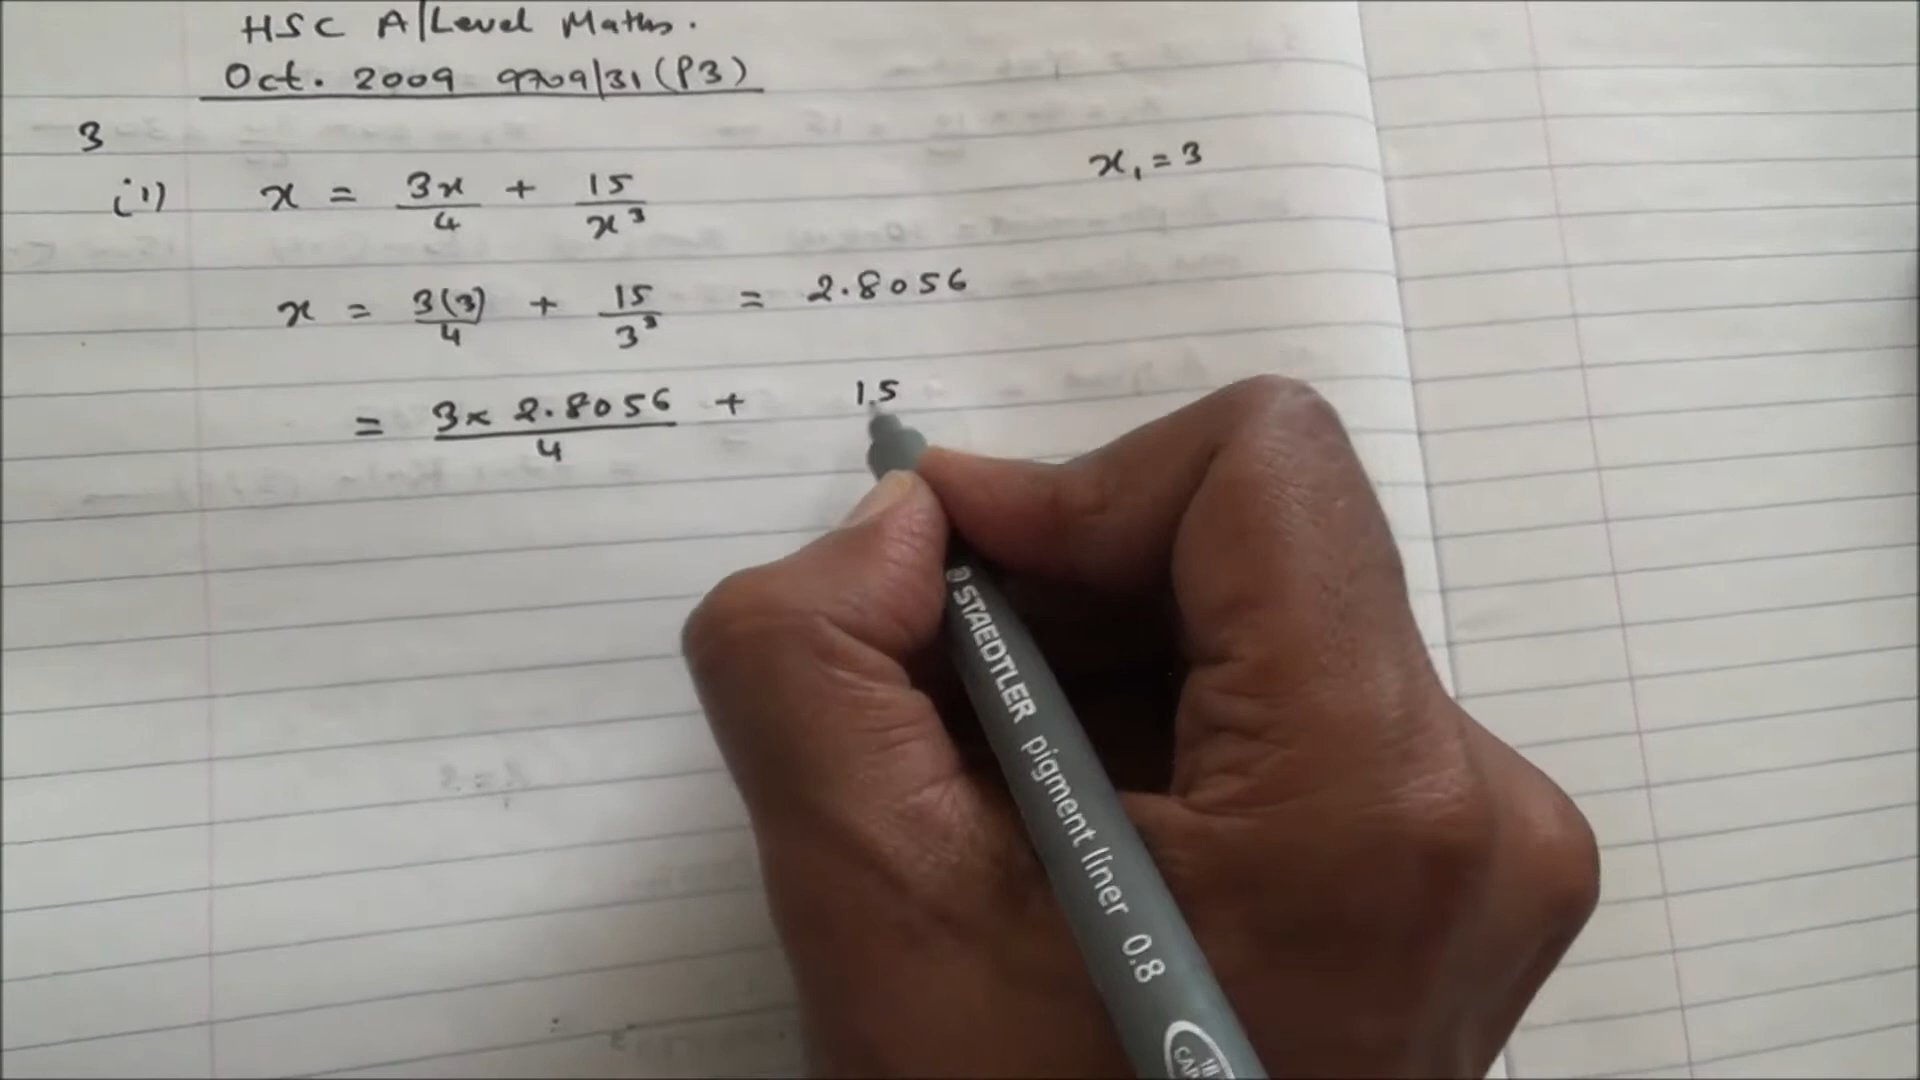 HSC A/Level Maths.
Oct. 2009 9709/31 (P3)
3
(i) x = 3x/4 + 15/x³
x₁ = 3
x = 3(3)/4 + 15/3³ = 2.8056
= 3x 2.8056/4 + 15
STAEDTLER pigment liner 0.8